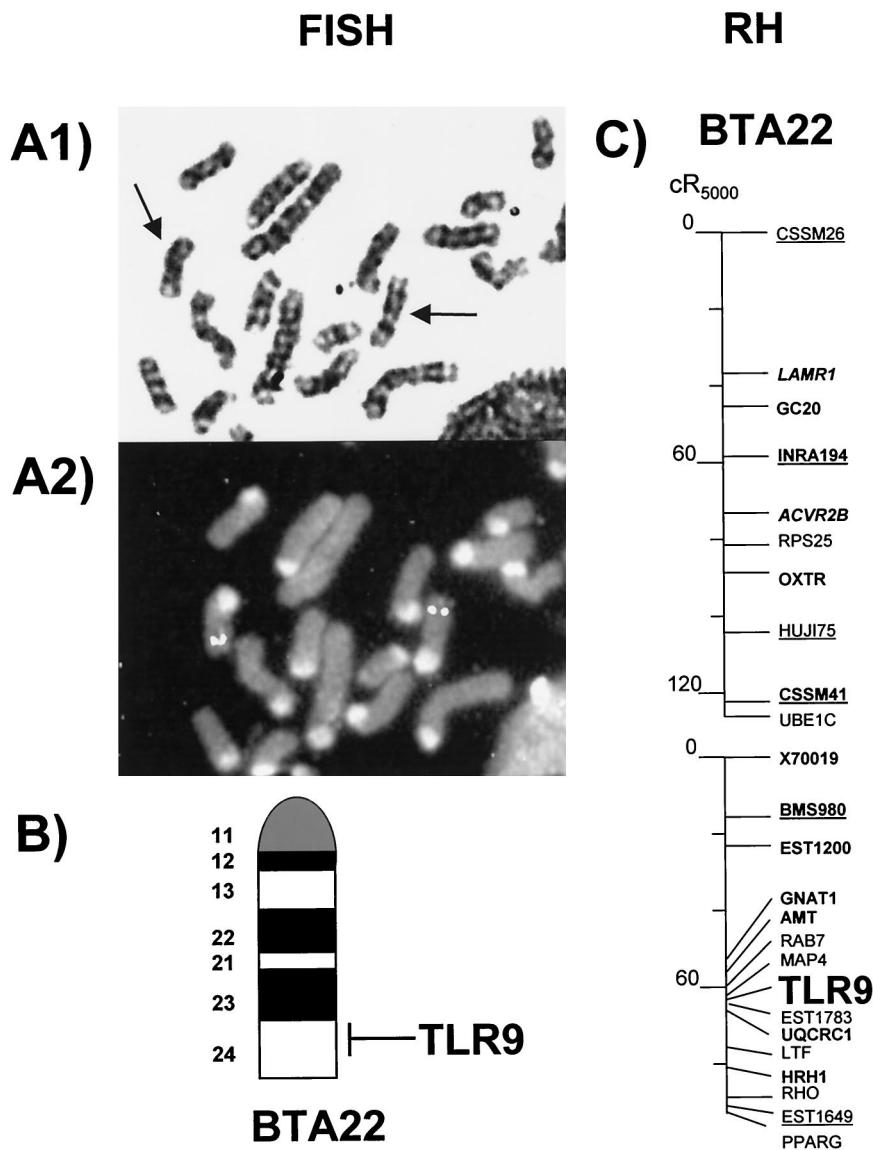 FISH
RH
A1)
A2)
B)
11
12
13
22
21
23
24
TLR9
BTA22
C)
BTA22
cR5000
0
CSSM26
LAMR1
GC20
60
INRA194
ACVR2B
RPS25
OXTR
HUJI75
120
CSSM41
UBE1C
0
X70019
BMS980
EST1200
GNAT1
AMT
RAB7
MAP4
60
TLR9
EST1783
UQCRC1
LTF
HRH1
RHO
EST1649
PPARG